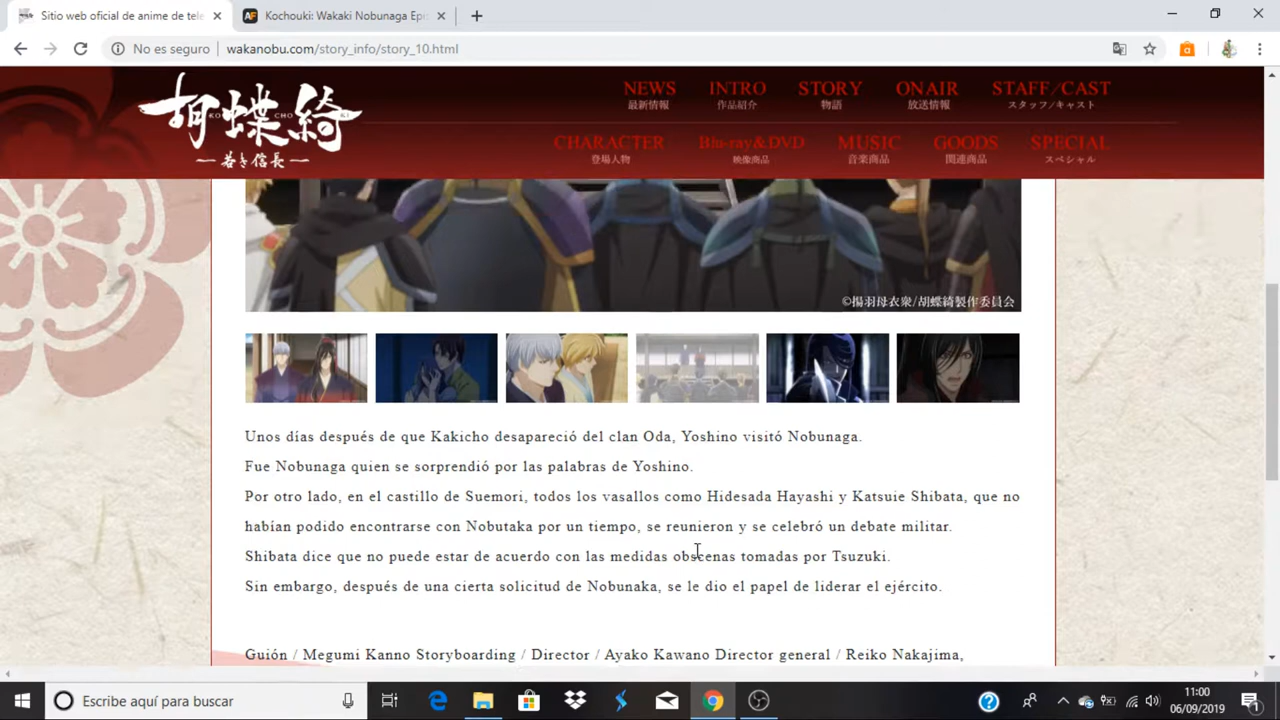 Sitio web oficial de anime de tele
Kochouki: Wakaki Nobunaga Epi
No es seguro
wakanobu.com/story_info/story_10.html
胡蝶綺
KO CHO KI
若き信長
NEWS INTRO STORY ONAIR STAFF/CAST
最新情報 作品紹介 物語 放送情報 スタッフ/キャスト
CHARACTER Blu-ray&DVD MUSIC GOODS SPECIAL
登場人物 映像商品 音楽商品 関連商品 スペシャル
©揚羽母衣衆/胡蝶綺製作委員会
Unos días después de que Kakicho desapareció del clan Oda, Yoshino visitó Nobunaga.
Fue Nobunaga quien se sorprendió por las palabras de Yoshino.
Por otro lado, en el castillo de Suemori, todos los vasallos como Hidesada Hayashi y Katsuie Shibata, que no
habían podido encontrarse con Nobutaka por un tiempo, se reunieron y se celebró un debate militar.
Shibata dice que no puede estar de acuerdo con las medidas obscenas tomadas por Tsuzuki.
Sin embargo, después de una cierta solicitud de Nobunaka, se le dio el papel de liderar el ejército.
Guión / Megumi Kanno Storyboarding / Director / Ayako Kawano Director general / Reiko Nakajima,
Escribe aquí para buscar
11:00
06/09/2019